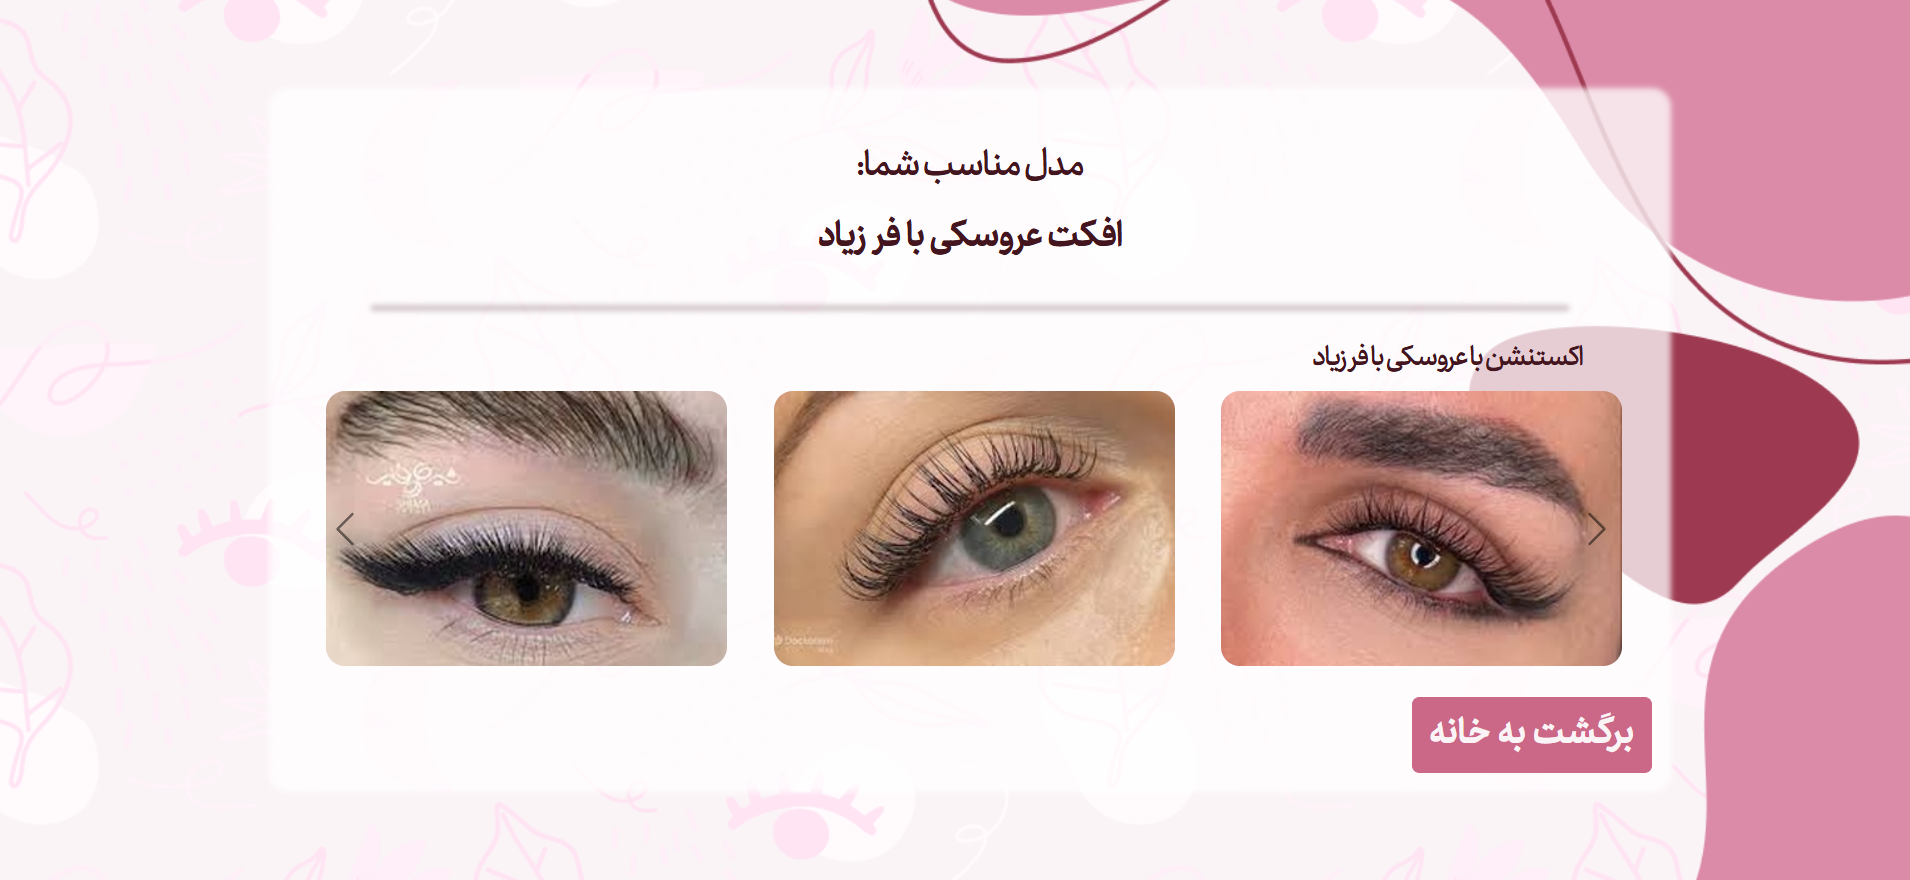 مدل مناسب شما:
افکت عروسکی با فر زیاد
اکستنشن با عروسکی با فر زیاد
برگشت به خانه